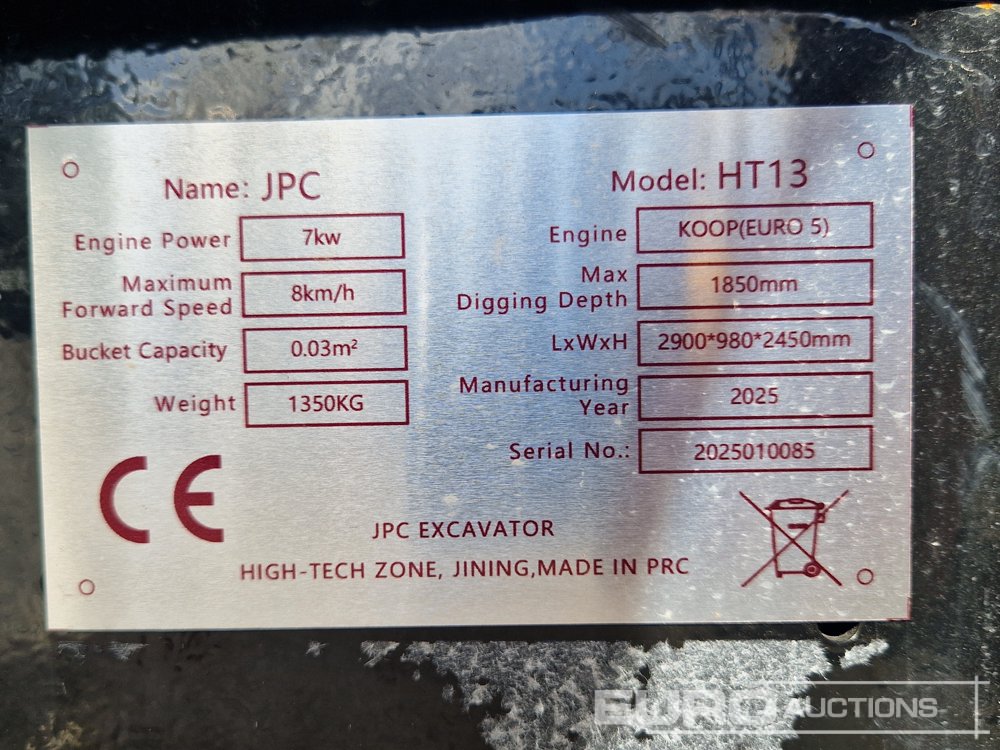 Name: JPC
Model: HT13
Engine Power 7kw
Engine KOOP(EURO 5)
Maximum Forward Speed 8km/h
Max Digging Depth 1850mm
Bucket Capacity 0.03m²
LxWxH 2900*980*2450mm
Weight 1350KG
Manufacturing Year 2025
Serial No.: 2025010085
CE
JPC EXCAVATOR
HIGH-TECH ZONE, JINING,MADE IN PRC
EURO AUCTIONS